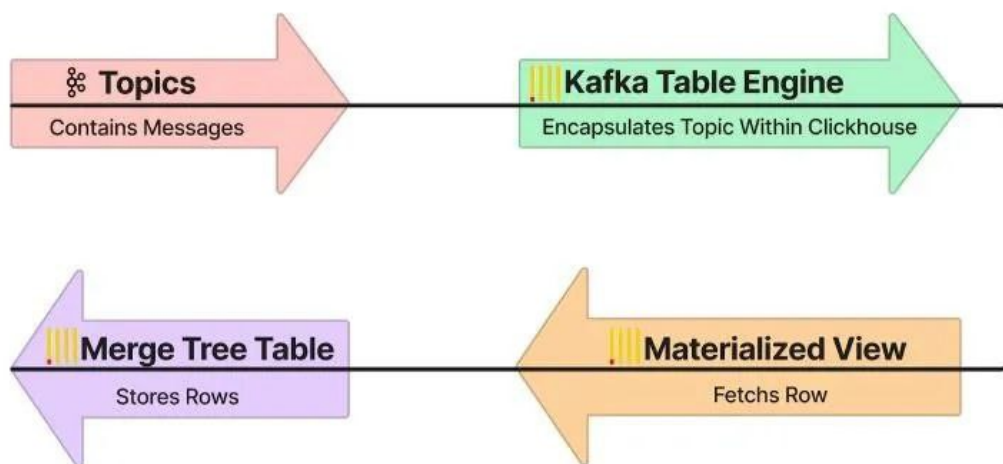 Topics
Contains Messages
Kafka Table Engine
Encapsulates Topic Within Clickhouse
Merge Tree Table
Stores Rows
Materialized View
Fetchs Row